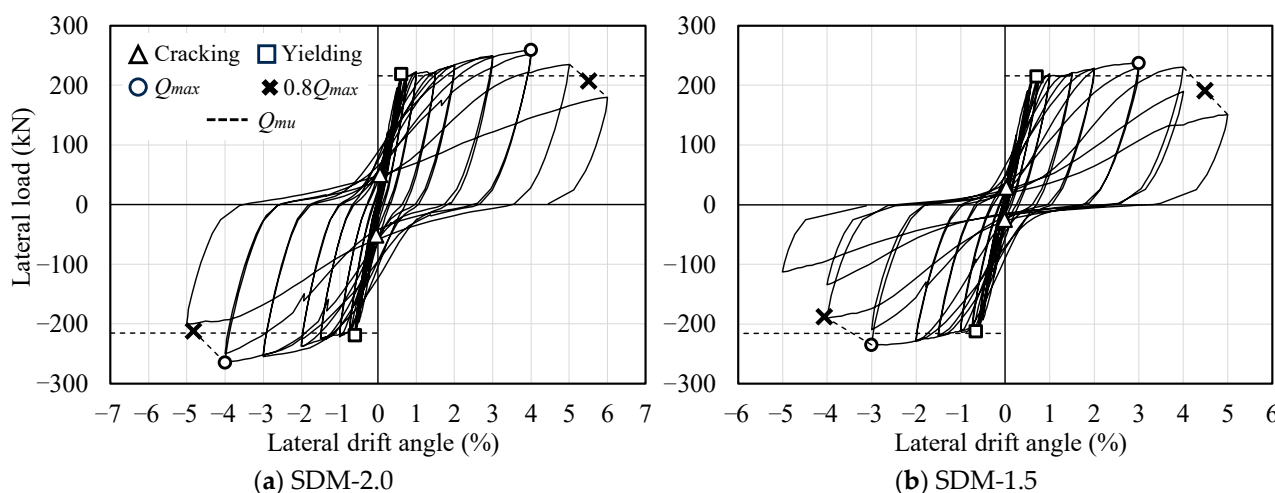 300
200
100
0
−100
−200
−300
Lateral load (kN)
Cracking Yielding
Qmax 0.8Qmax
Qmu
−7 −6 −5 −4 −3 −2 −1 0 1 2 3 4 5 6 7
Lateral drift angle (%)
(a) SDM-2.0
300
200
100
0
−100
−200
−300
−6 −5 −4 −3 −2 −1 0 1 2 3 4 5 6
Lateral drift angle (%)
(b) SDM-1.5